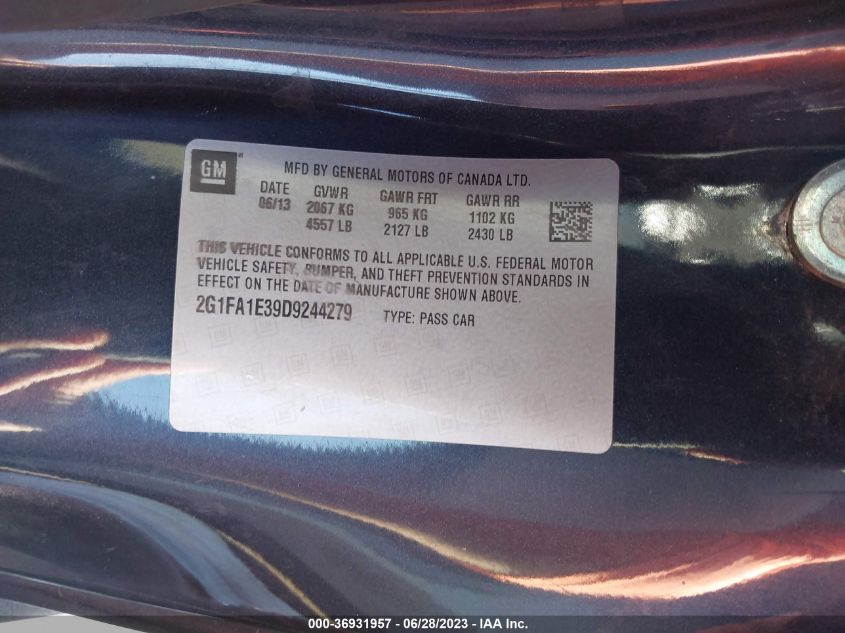 GM
MFD BY GENERAL MOTORS OF CANADA LTD.
DATE GVWR GAWR FRT GAWR RR
06/13 2067 KG 965 KG 1102 KG
4557 LB 2127 LB 2430 LB
THIS VEHICLE CONFORMS TO ALL APPLICABLE U.S. FEDERAL MOTOR
VEHICLE SAFETY, BUMPER, AND THEFT PREVENTION STANDARDS IN
EFFECT ON THE DATE OF MANUFACTURE SHOWN ABOVE.
2G1FA1E39D9244279 TYPE: PASS CAR
000-36931957 - 06/28/2023 - IAA Inc.